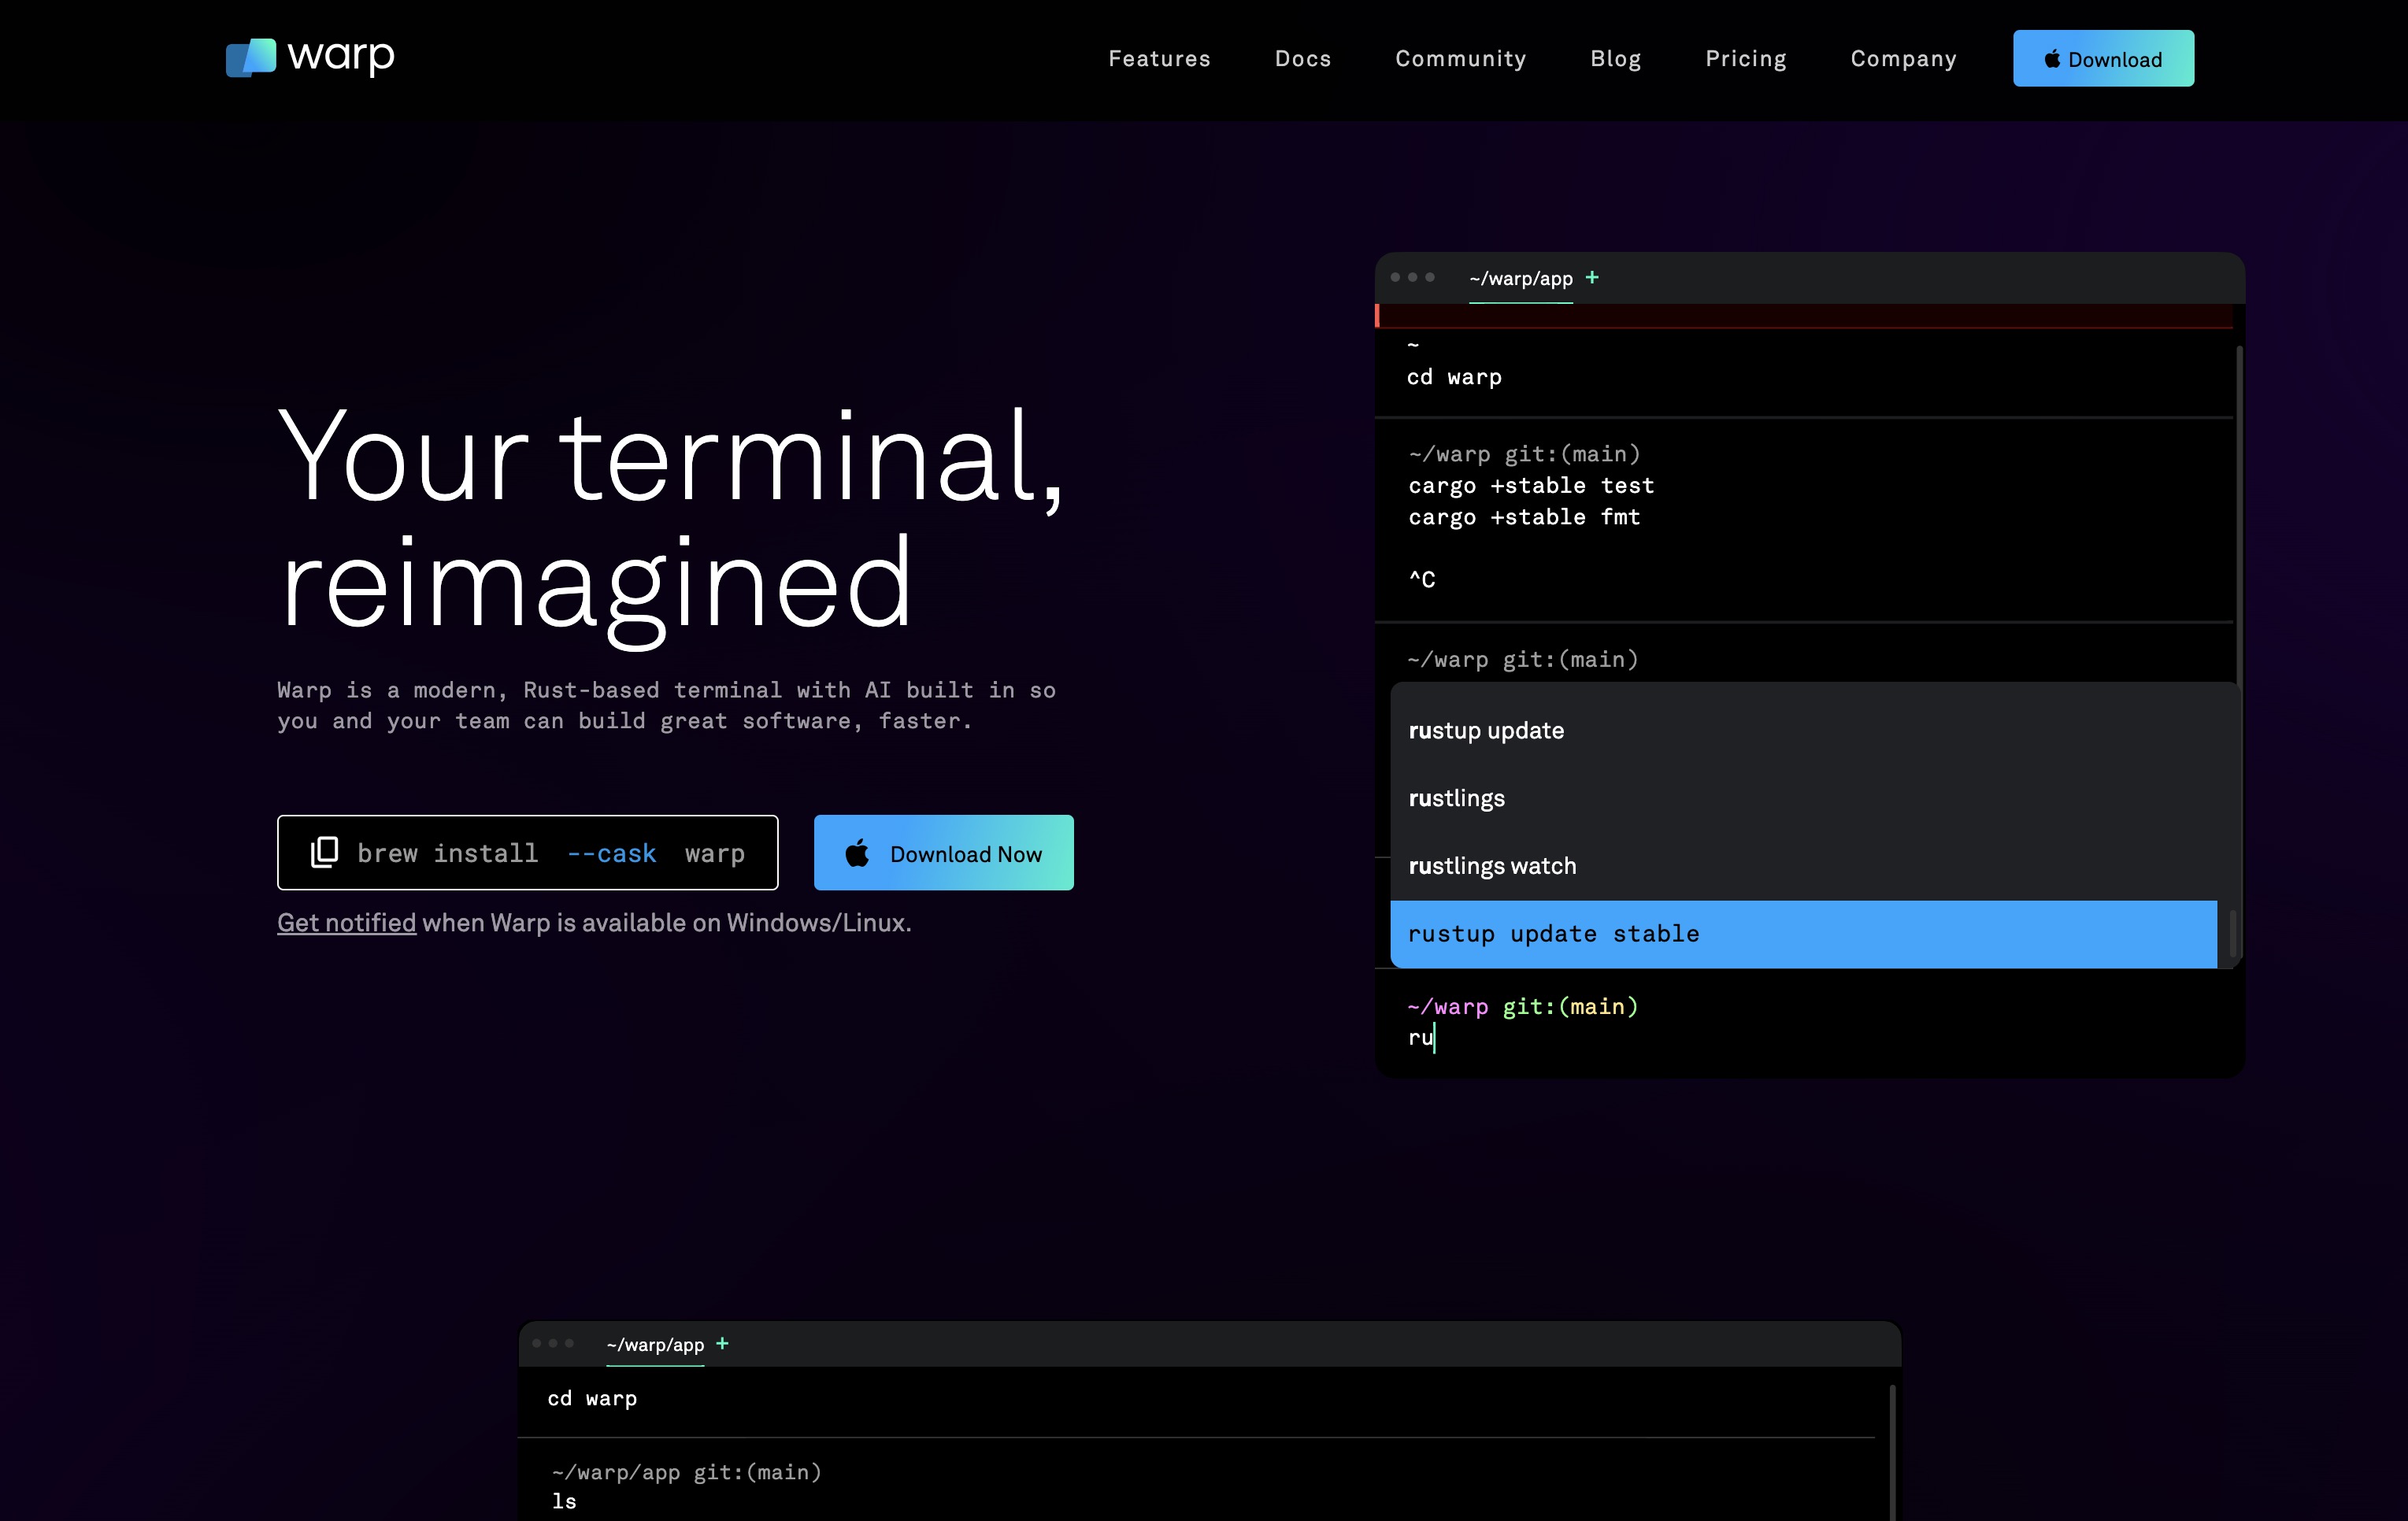 warp
Features Docs Community Blog Pricing Company Download
Your terminal,
reimagined
Warp is a modern, Rust-based terminal with AI built in so
you and your team can build great software, faster.
brew install --cask warp
Download Now
Get notified when Warp is available on Windows/Linux.
~/warp/app +
~
cd warp
~/warp git:(main)
cargo +stable test
cargo +stable fmt
^C
~/warp git:(main)
rustup update
rustlings
rustlings watch
rustup update stable
~/warp git:(main)
ru
~/warp/app +
cd warp
~/warp/app git:(main)
ls